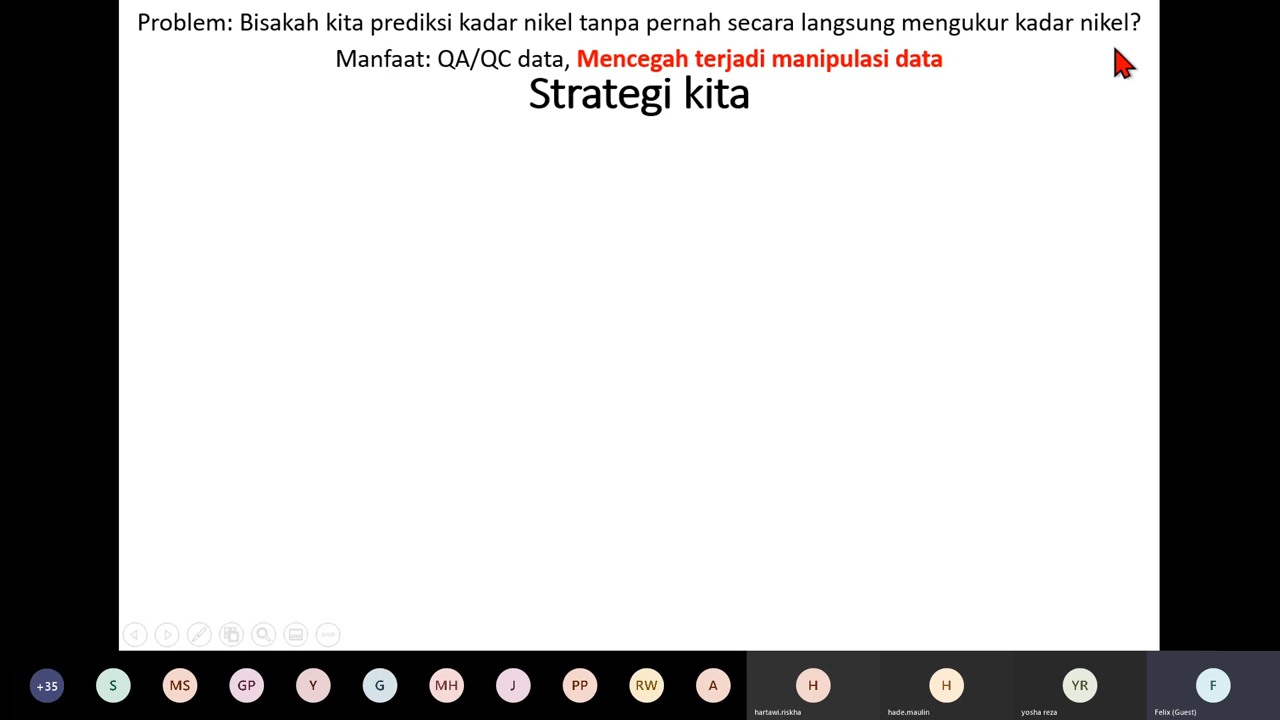 Problem: Bisakah kita prediksi kadar nikel tanpa pernah secara langsung mengukur kadar nikel?
Manfaat: QA/QC data, Mencegah terjadi manipulasi data
Strategi kita
+35
S
MS
GP
Y
G
MH
J
PP
RW
A
H
H
YR
F
hartawi.riskha
hade.maulin
yosha reza
Felix (Guest)